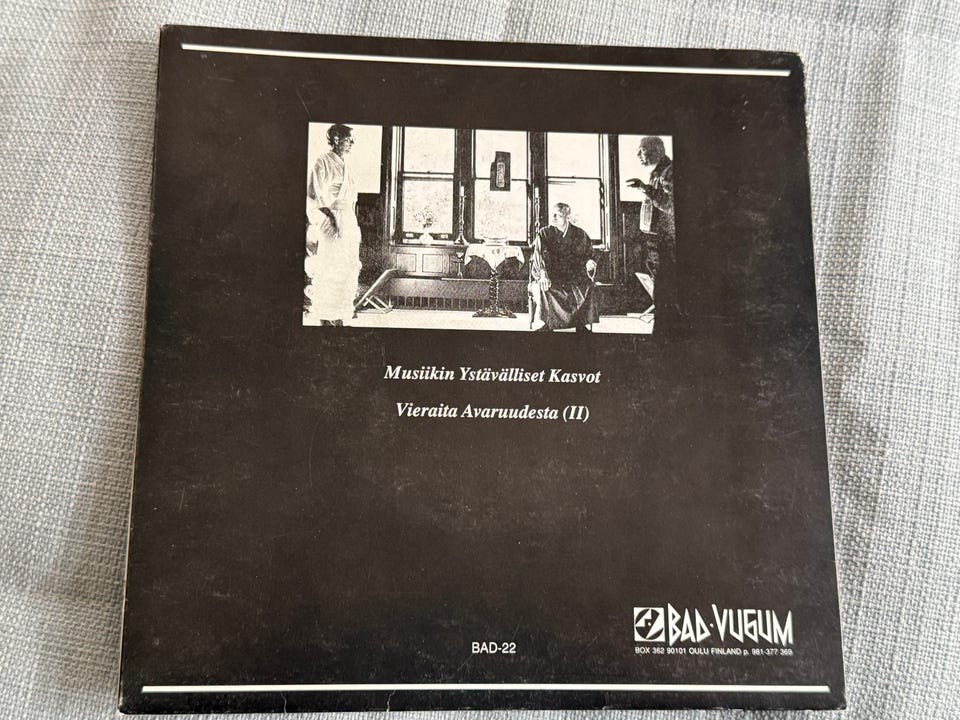 Musiikin Ystävälliset Kasvot
Vieraita Avaruudesta (II)
BAD·VUGUM
BAD-22
BOX 362 90101 OULU FINLAND p. 981-377 369